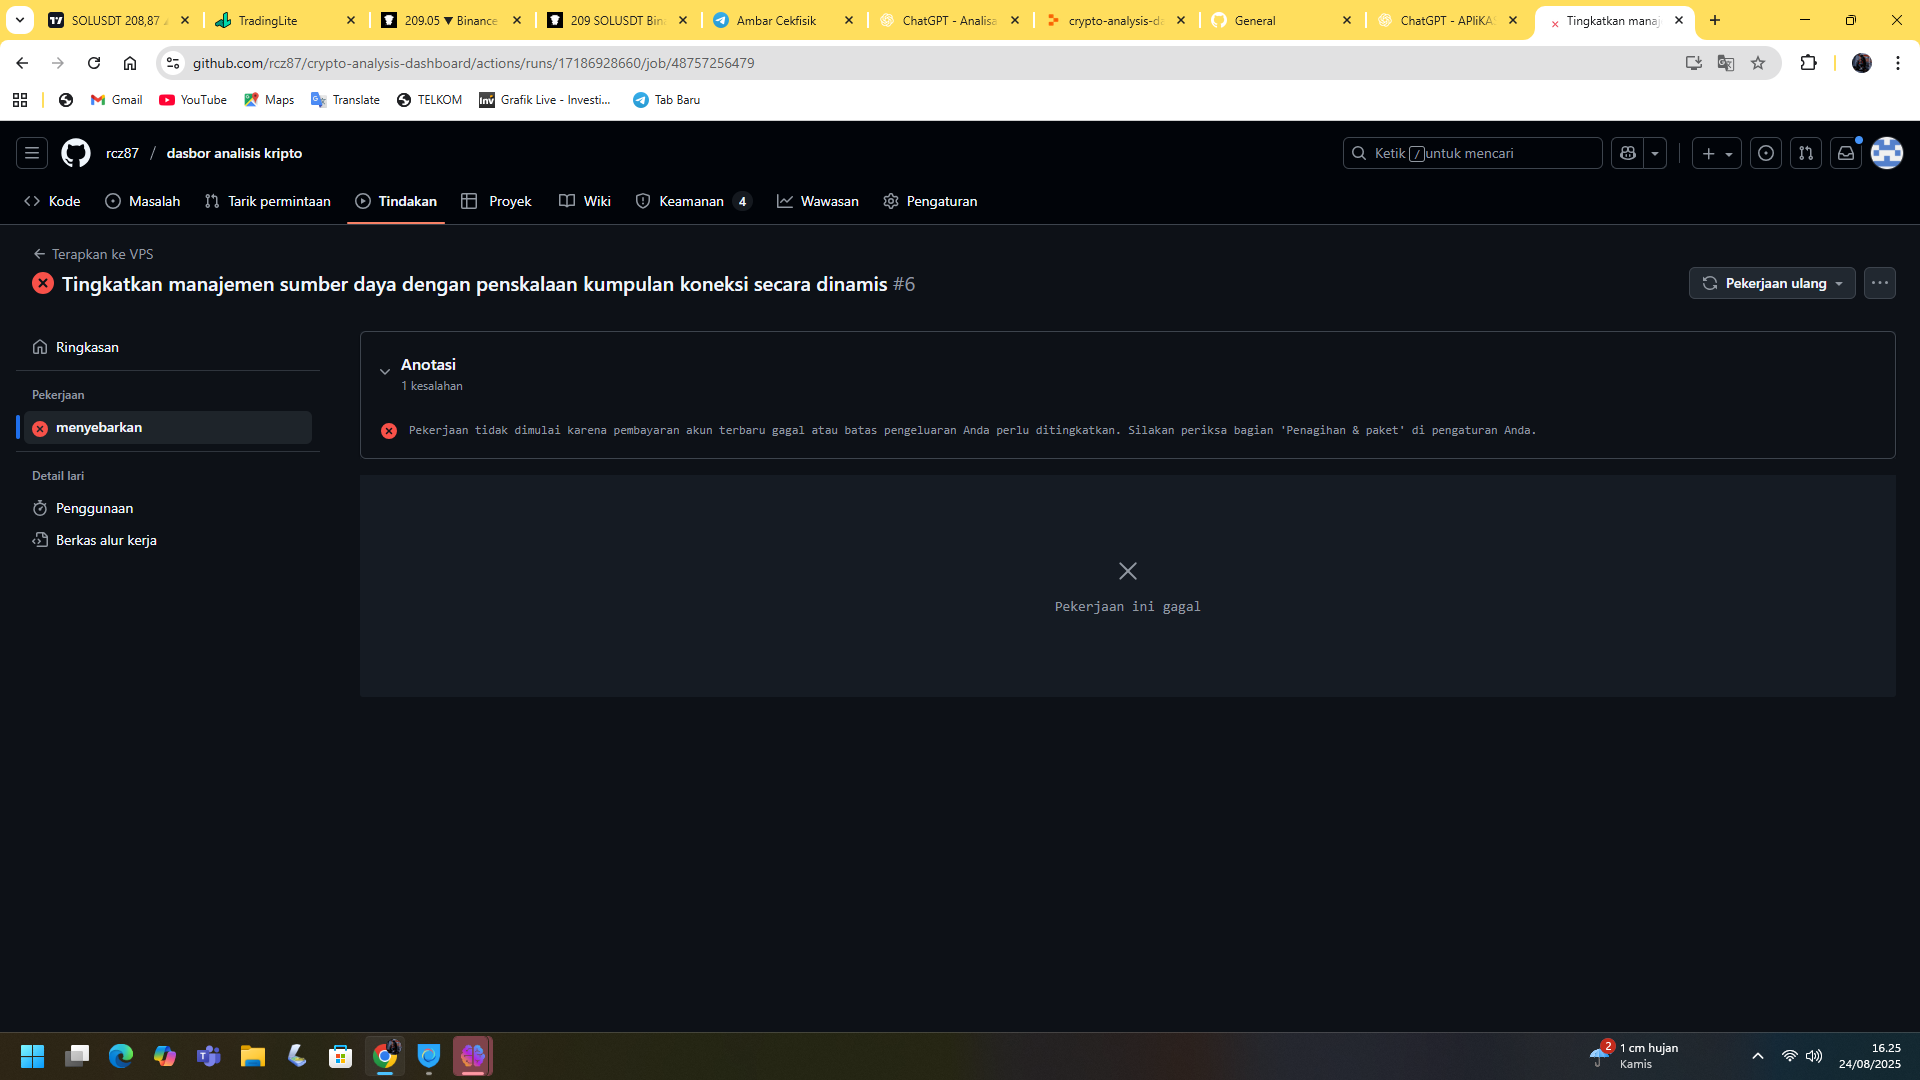 SOLUSDT 208,87
TradingLite
209.05 ▼ Binance
209 SOLUSDT Bin
Ambar Cekfisik
ChatGPT - Analisa
crypto-analysis-da
General
ChatGPT - APliKA
Tingkatkan manaj
github.com/rcz87/crypto-analysis-dashboard/actions/runs/17186928660/job/48757256479
Gmail
YouTube
Maps
Translate
TELKOM
Grafik Live - Investi...
Tab Baru
rcz87 / dasbor analisis kripto
Ketik / untuk mencari
Kode
Masalah
Tarik permintaan
Tindakan
Proyek
Wiki
Keamanan 4
Wawasan
Pengaturan
← Terapkan ke VPS
Tingkatkan manajemen sumber daya dengan penskalaan kumpulan koneksi secara dinamis #6
Pekerjaan ulang
Ringkasan
Pekerjaan
menyebarkan
Detail lari
Penggunaan
Berkas alur kerja
Anotasi
1 kesalahan
Pekerjaan tidak dimulai karena pembayaran akun terbaru gagal atau batas pengeluaran Anda perlu ditingkatkan. Silakan periksa bagian 'Penagihan & paket' di pengaturan Anda.
Pekerjaan ini gagal
2
1 cm hujan
Kamis
16.25
24/08/2025